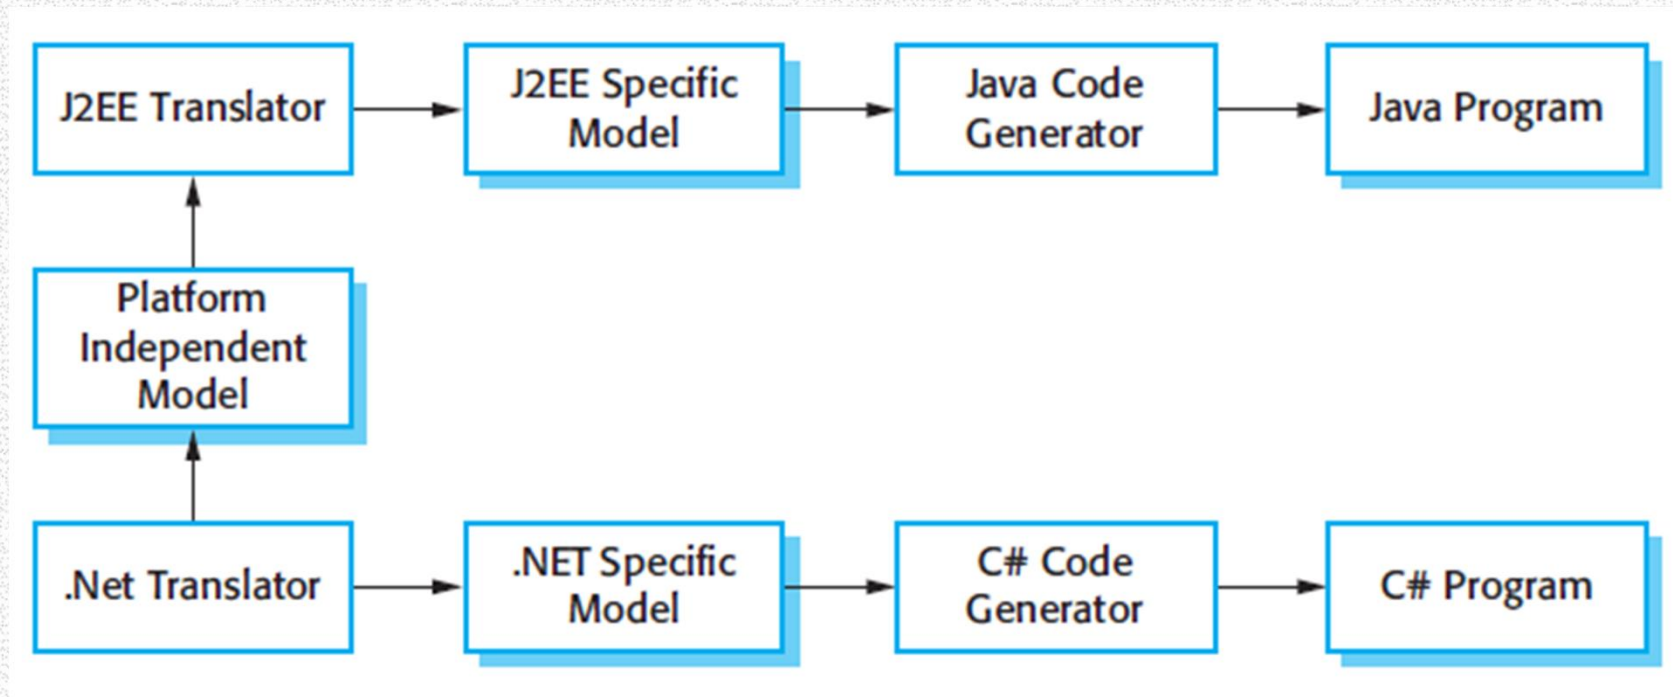 J2EE Translator
J2EE Specific
Model
Java Code
Generator
Java Program
Platform
Independent
Model
.Net Translator
.NET Specific
Model
C# Code
Generator
C# Program